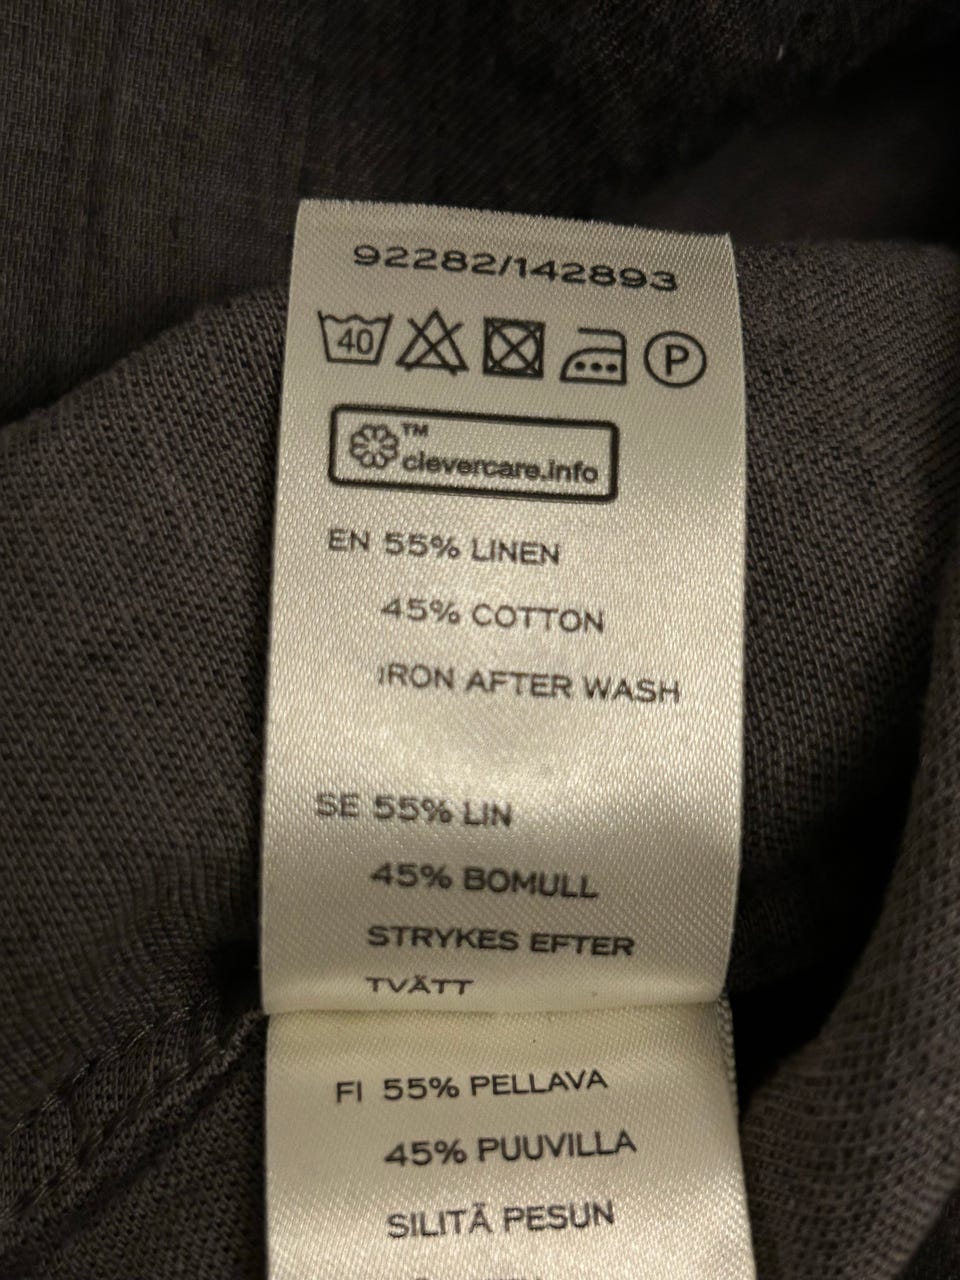 92282/142893
40
P
™
clevercare.info
EN 55% LINEN
45% COTTON
IRON AFTER WASH
SE 55% LIN
45% BOMULL
STRYKES EFTER
TVÄTT
FI 55% PELLAVA
45% PUUVILLA
SILITÄ PESUN